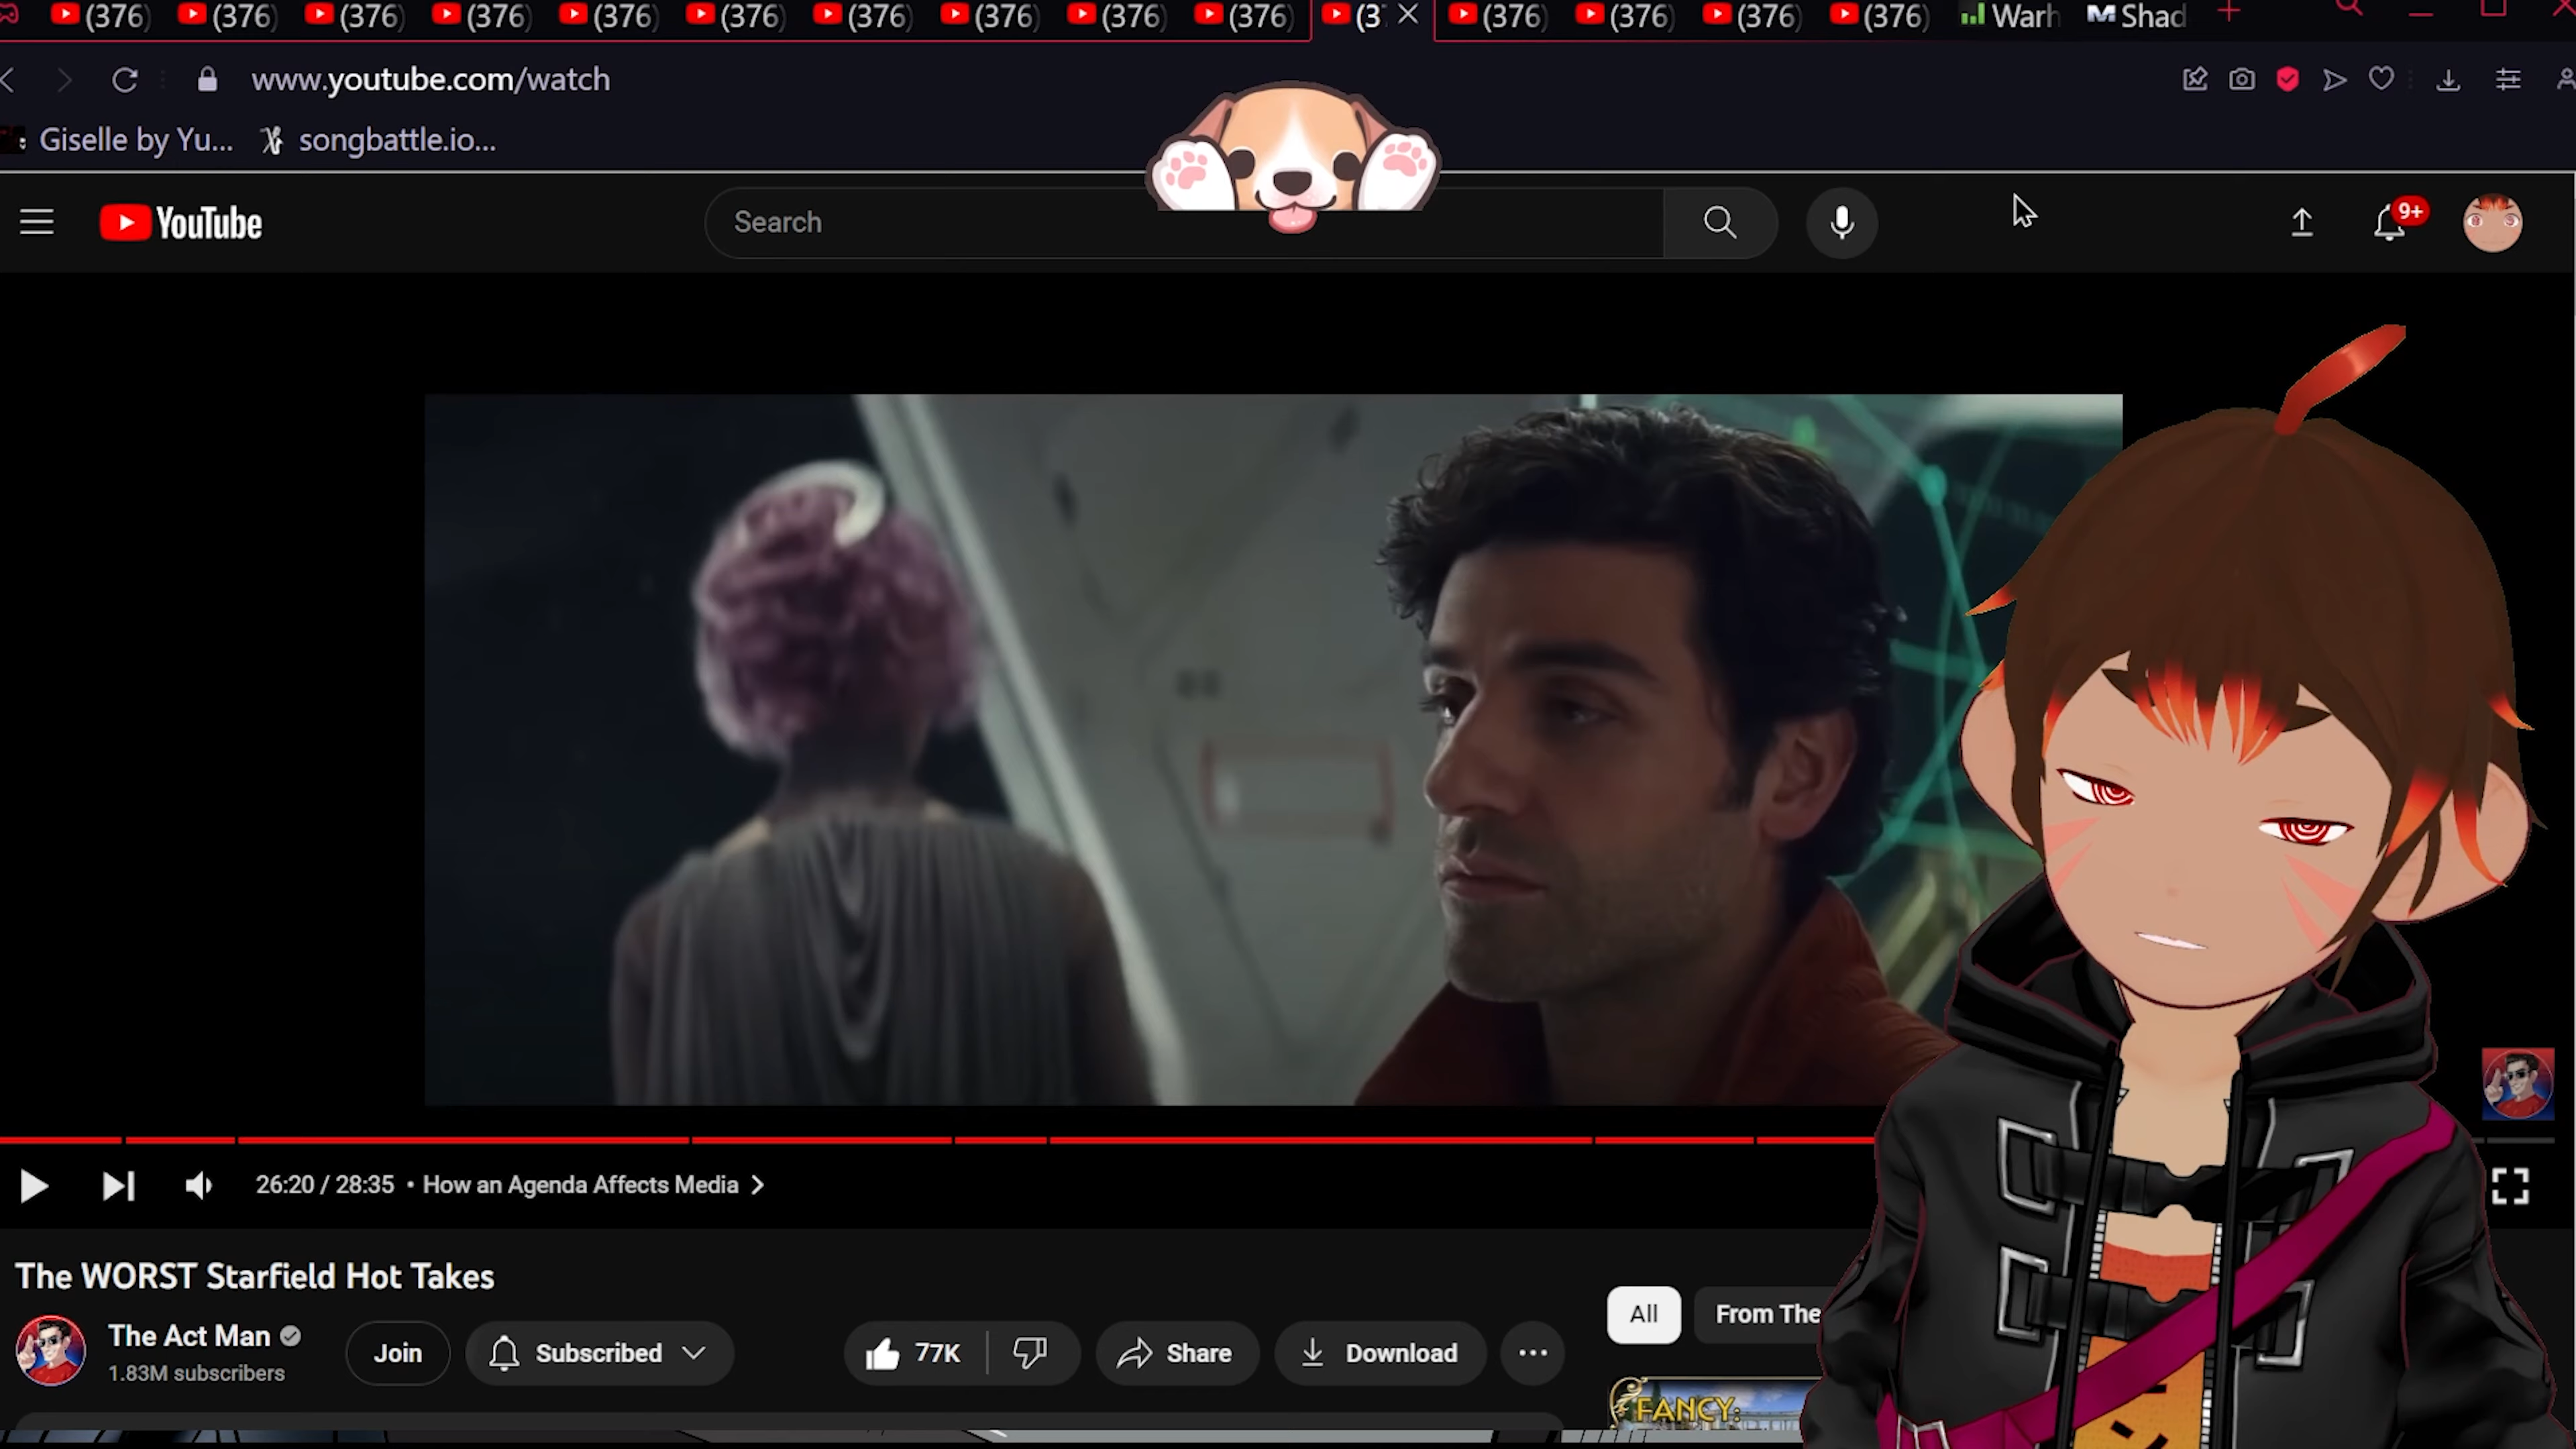 (376) (376) (376) (376) (376) (376) (376) (376) (376) (376) (3 (376) (376) (376) (376) Warh Shad
www.youtube.com/watch
Giselle by Yu... songbattle.io...
YouTube Search 9+
26:20 / 28:35 • How an Agenda Affects Media
The WORST Starfield Hot Takes
The Act Man
1.83M subscribers
Join Subscribed 77K Share Download
All From The
FANCY: